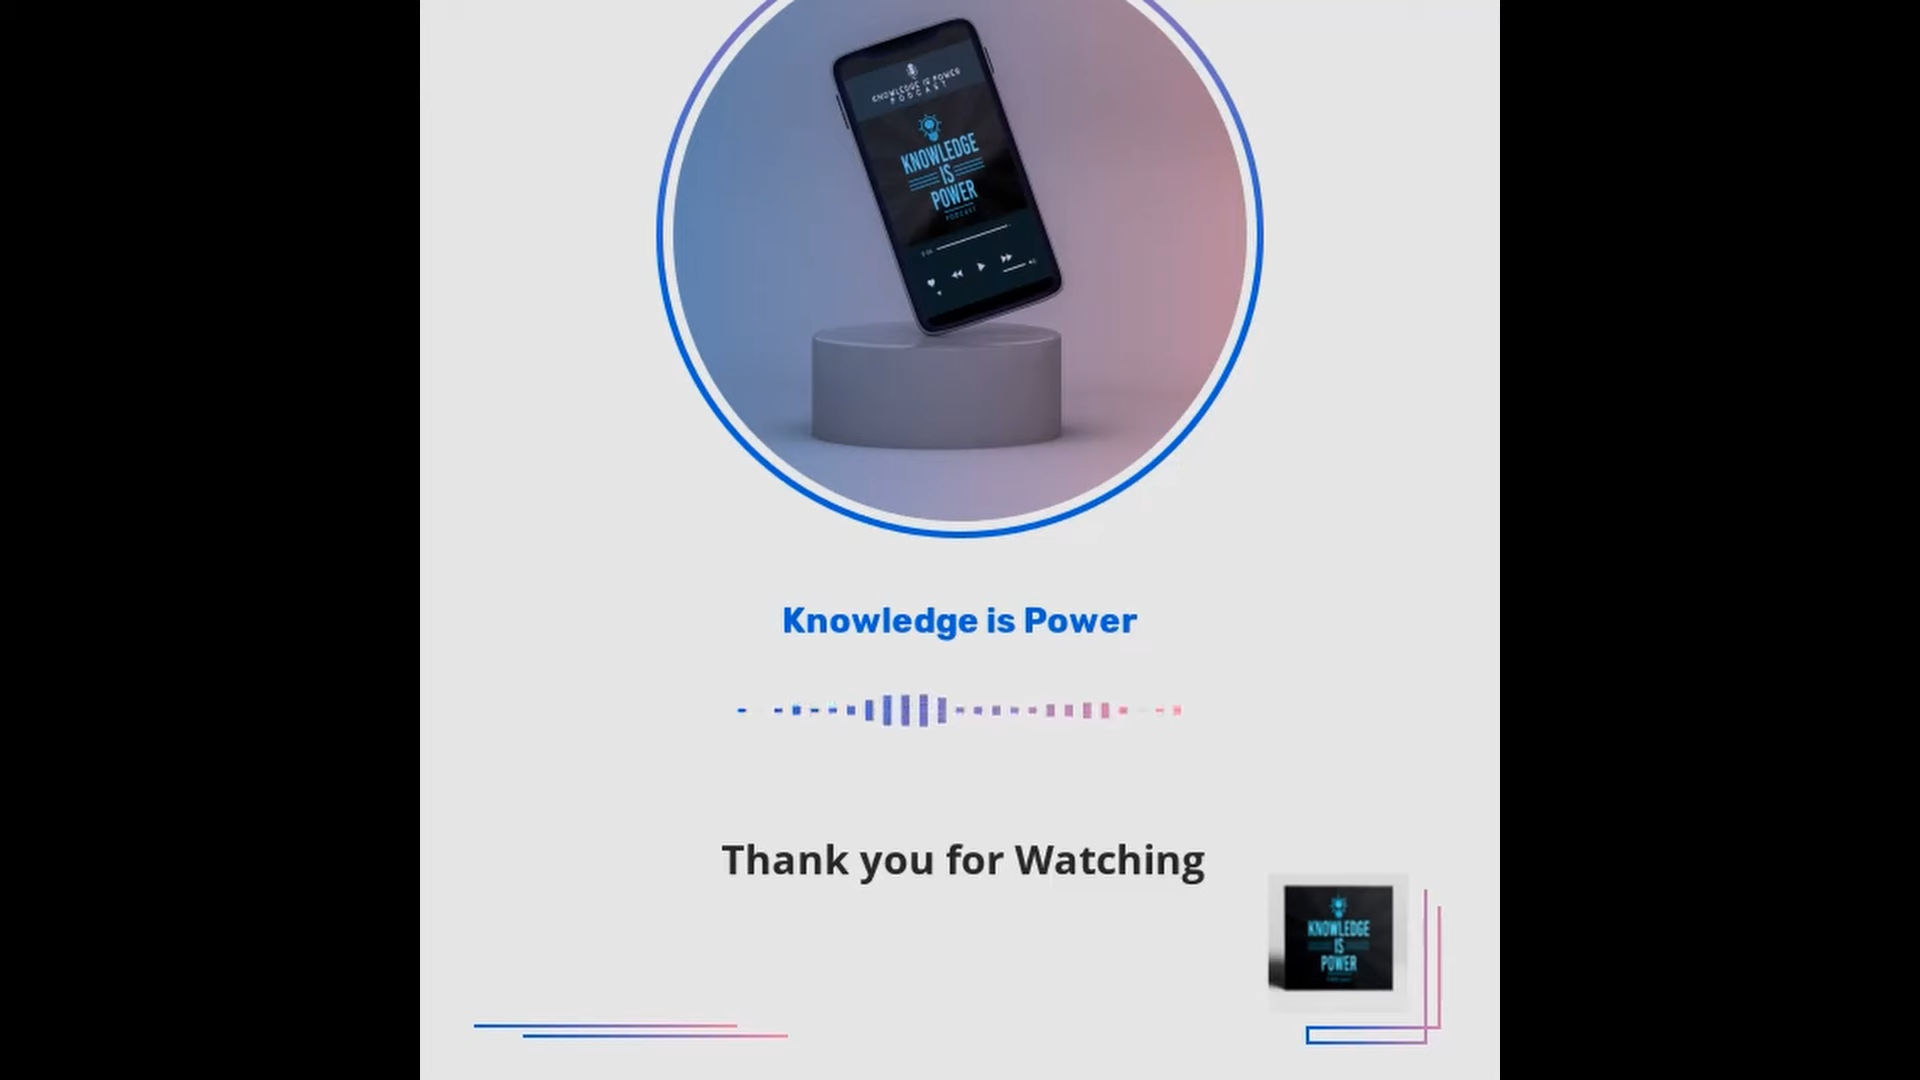 KNOWLEDGE IS POWER
PODCAST
KNOWLEDGE
IS
POWER
PODCAST
Knowledge is Power
Thank you for Watching
KNOWLEDGE
IS
POWER